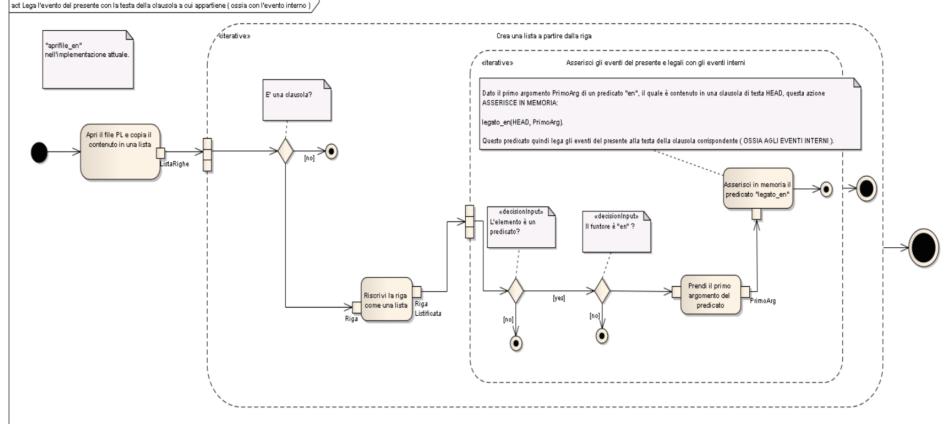 act Lega l'evento del presente con la testa della clausola a cui appartiene ( ossia con l'evento interno )
"aprifile_en"
nell'implementazione attuale.
Apri il file PL e copia il
contenuto in una lista
ListaRighe
«iterative»
Crea una lista a partire dalla riga
E' una clausola?
[no]
Riga
Riscrivi la riga
come una lista
Riga
Listificata
«iterative»
Asserisci gli eventi del presente e legali con gli eventi interni
Dato il primo argomento PrimoArg di un predicato "en", il quale è contenuto in una clausola di testa HEAD, questa azione
ASSERISCE IN MEMORIA:
legato_en(HEAD, PrimoArg).
Questo predicato quindi lega gli eventi del presente alla testa della clausola corrispondente ( OSSIA AGLI EVENTI INTERNI ).
«decisionInput»
L'elemento è un
predicato?
[yes]
[no]
«decisionInput»
Il funtore è "en" ?
[no]
Prendi il primo
argomento del
predicato
PrimoArg
Asserisci in memoria il
predicato "legato_en"